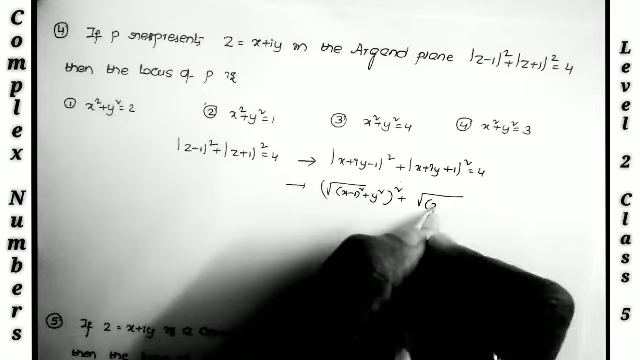 Complex Numbers
④ If P represents Z = x+iy in the Argand plane |Z-1|²+|Z+1|²=4
then the locus of P is
① x²+y²=2 ② x²+y²=1 ③ x²+y²=4 ④ x²+y²=3
|Z-1|²+|Z+1|²=4 → |x+iy-1|²+|x+iy+1|²=4
→ (√(x-1)²+y²)²+ √(
⑤ If Z = x+iy is a
then the
Level 2 Class 5